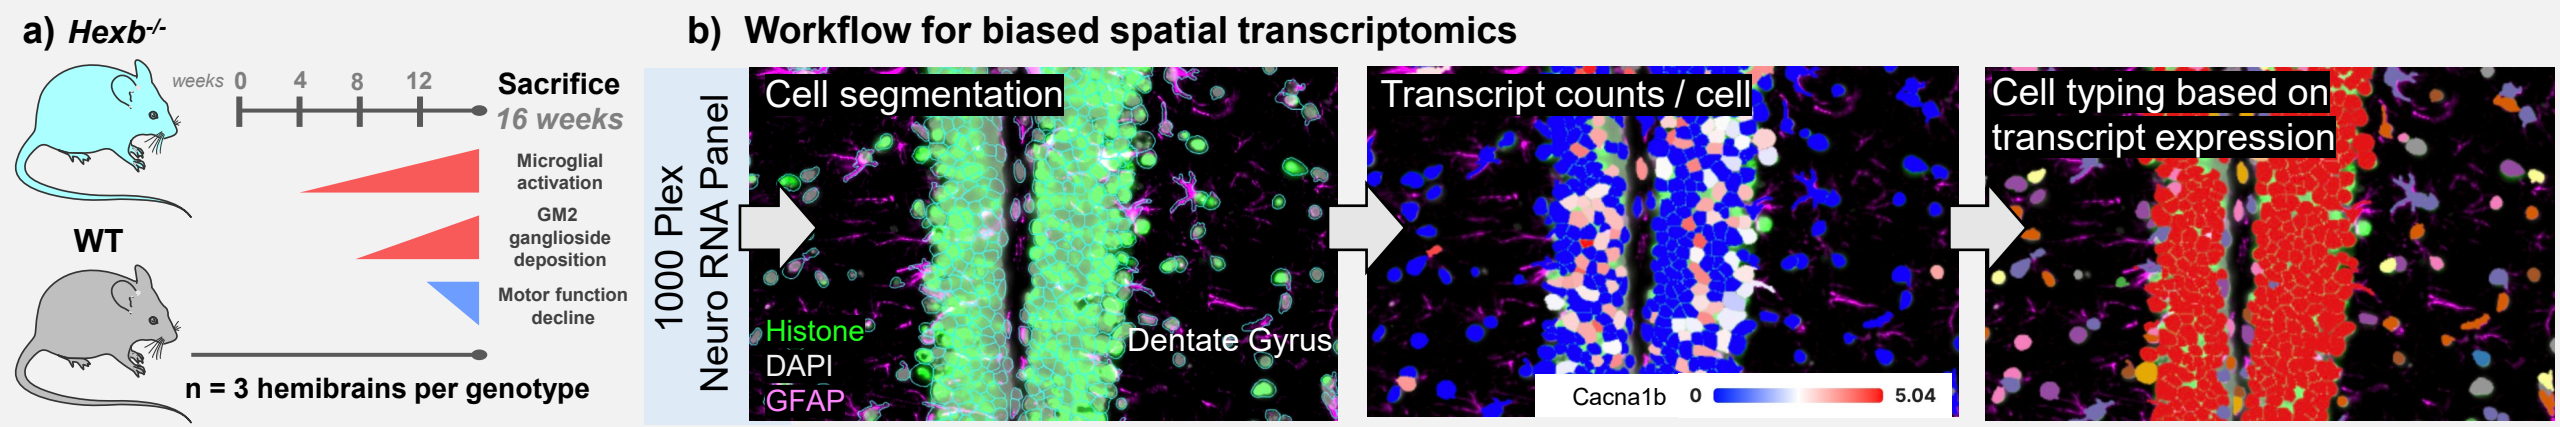 a) Hexb-/-
weeks 0 4 8 12
Sacrifice
16 weeks
Microglial
activation
GM2
ganglioside
deposition
Motor function
decline
WT
n = 3 hemibrains per genotype
b) Workflow for biased spatial transcriptomics
1000 Plex
Neuro RNA Panel
Cell segmentation
Histone
DAPI
GFAP
Dentate Gyrus
Transcript counts / cell
Cacna1b 0 5.04
Cell typing based on
transcript expression